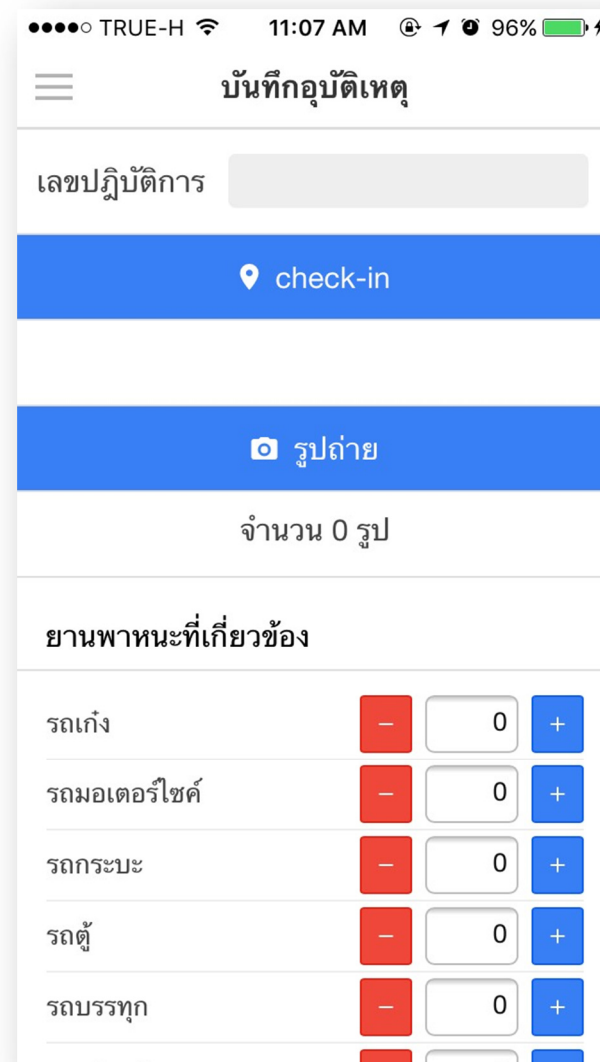 TRUE-H 11:07 AM 96%
บันทึกอุบัติเหตุ
เลขปฎิบัติการ
check-in
รูปถ่าย
จำนวน 0 รูป
ยานพาหนะที่เกี่ยวข้อง
รถเก๋ง − 0 +
รถมอเตอร์ไซค์ − 0 +
รถกระบะ − 0 +
รถตู้ − 0 +
รถบรรทุก − 0 +